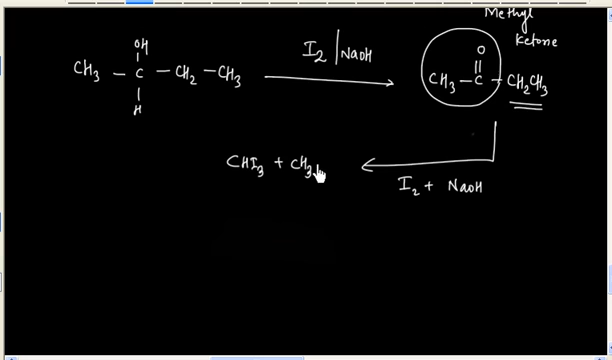 Methyl
Ketone
OH
CH3 — C — CH2 — CH3
H
I2 | NaOH
O
CH3 — C — CH2CH3
CHI3 + CH3
I2 + NaOH